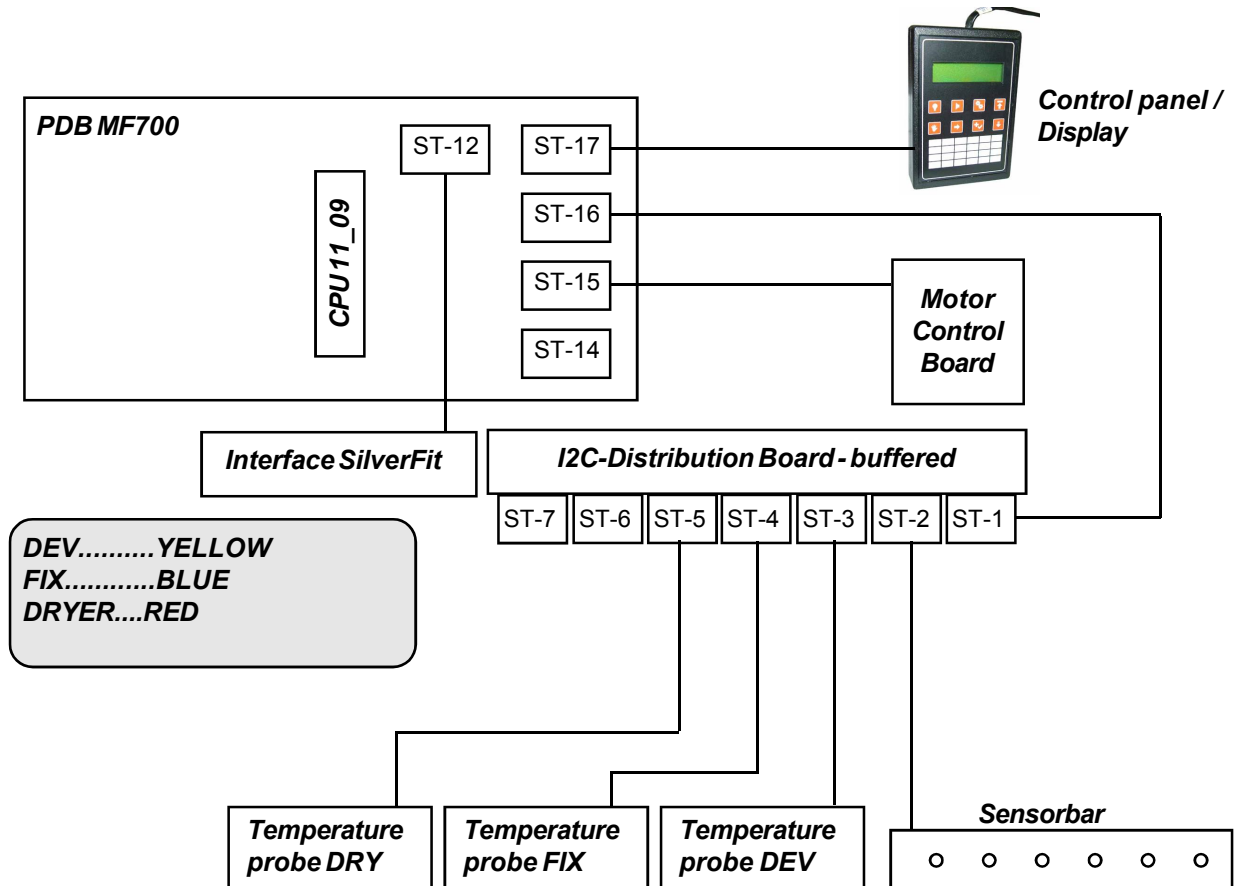 Control panel /
Display
PDB MF700
ST-12
ST-17
CPU11_09
ST-16
ST-15
Motor
Control
Board
ST-14
Interface SilverFit
I2C-Distribution Board - buffered
ST-7 ST-6 ST-5 ST-4 ST-3 ST-2 ST-1
DEV..........YELLOW
FIX............BLUE
DRYER....RED
Temperature
probe DRY
Temperature
probe FIX
Temperature
probe DEV
Sensorbar